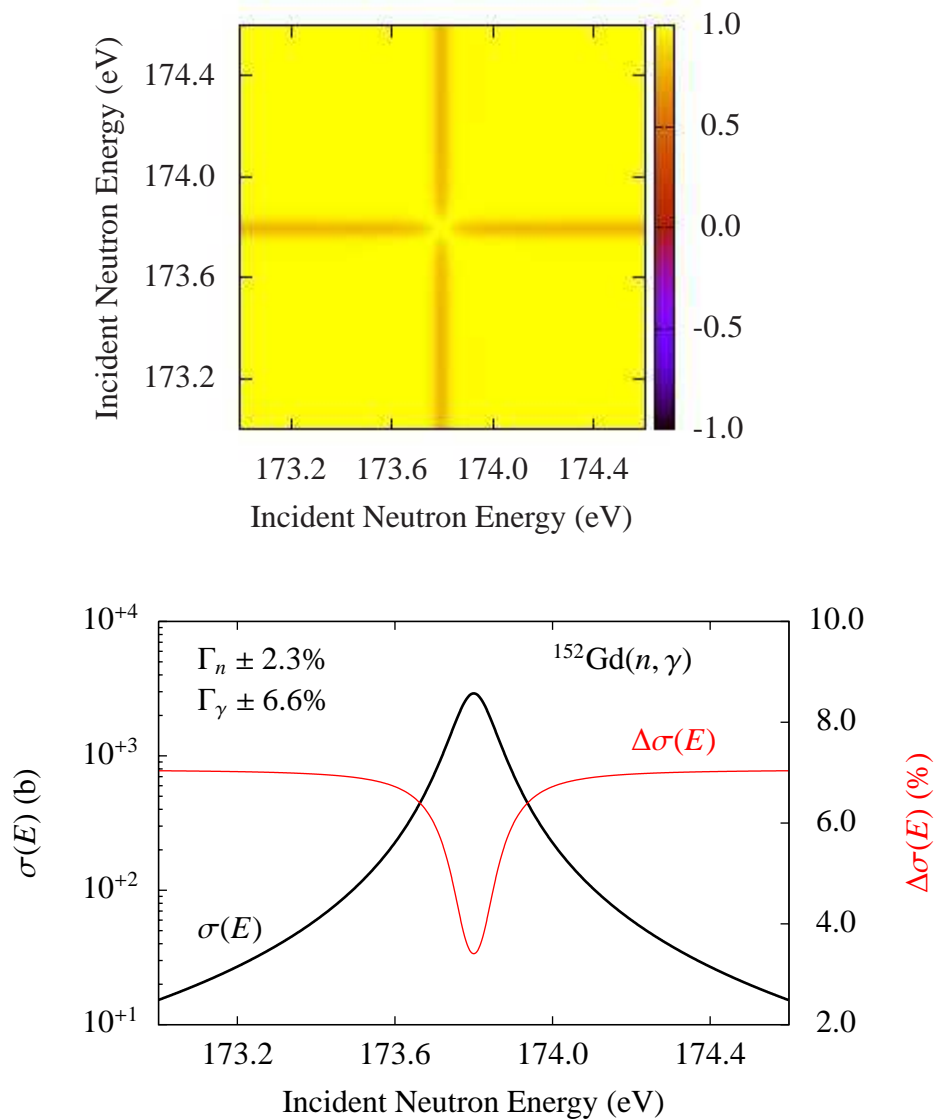 Incident Neutron Energy (eV)
174.4
174.0
173.6
173.2
173.2 173.6 174.0 174.4
Incident Neutron Energy (eV)
1.0
0.5
0.0
-0.5
-1.0
σ(E) (b)
10⁺⁴
10⁺³
10⁺²
10⁺¹
Γₙ ± 2.3%
Γᵧ ± 6.6%
¹⁵²Gd(n, γ)
Δσ(E)
σ(E)
10.0
8.0
6.0
4.0
2.0
Δσ(E) (%)
173.2 173.6 174.0 174.4
Incident Neutron Energy (eV)